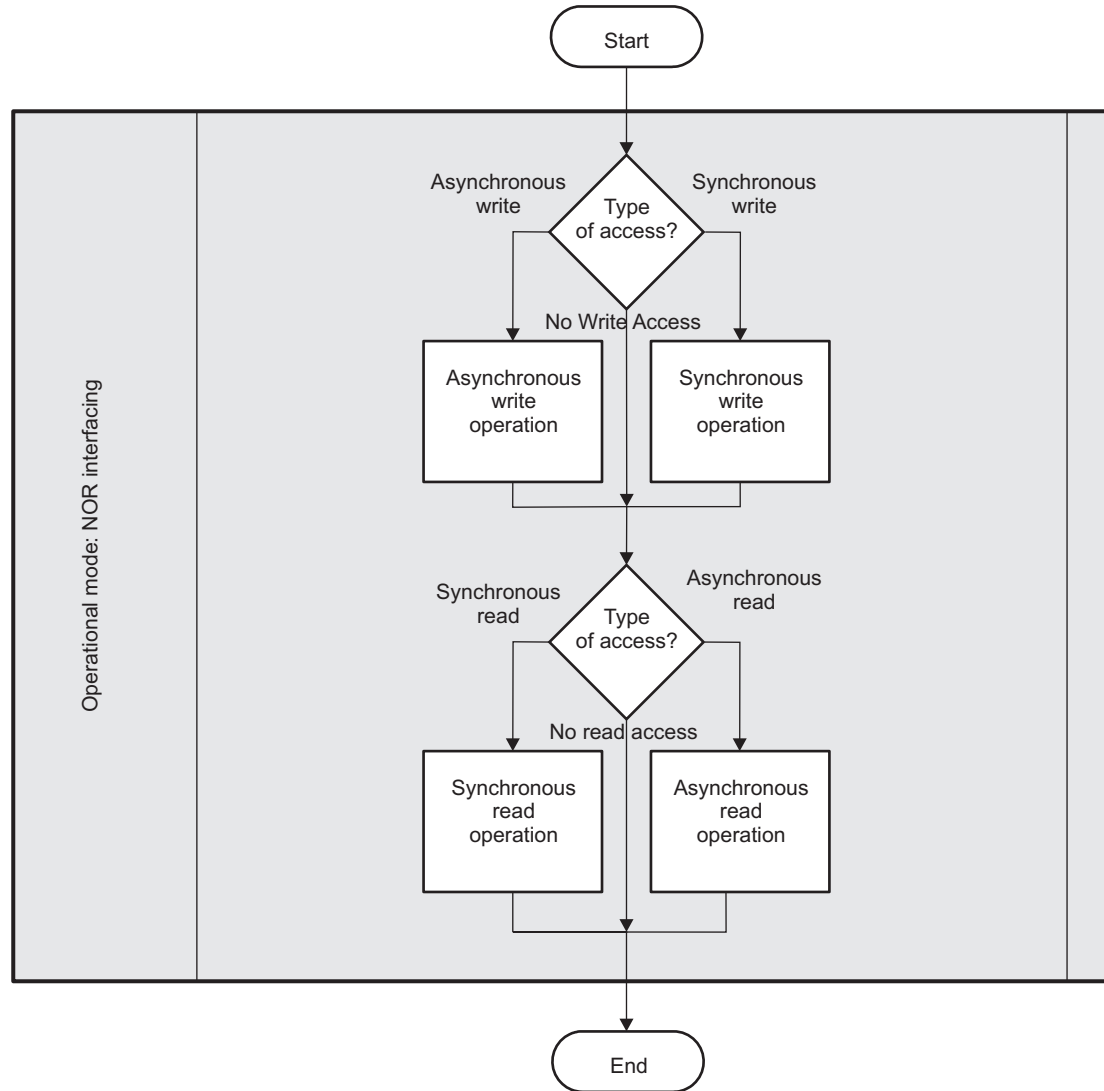 Start
Operational mode: NOR interfacing
Asynchronous
write
Type
of access?
Synchronous
write
No Write Access
Asynchronous
write
operation
Synchronous
write
operation
Synchronous
read
Type
of access?
Asynchronous
read
No read access
Synchronous
read
operation
Asynchronous
read
operation
End